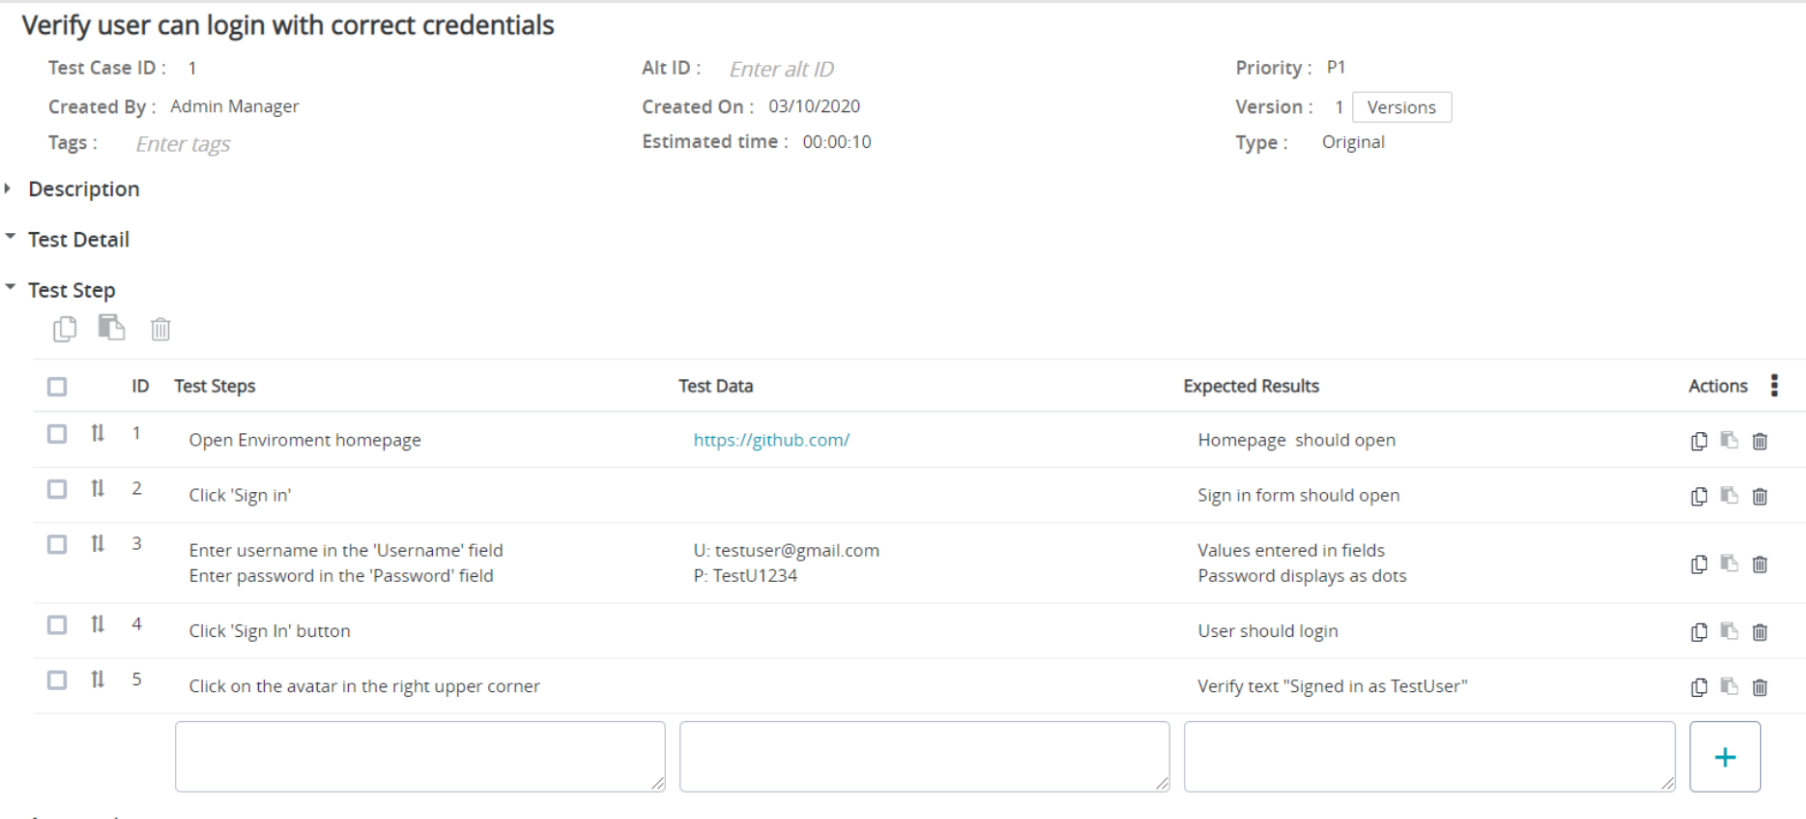 Verify user can login with correct credentials
Test Case ID : 1 Alt ID : Enter alt ID Priority : P1
Created By : Admin Manager Created On : 03/10/2020 Version : 1 Versions
Tags : Enter tags Estimated time : 00:00:10 Type : Original
Description
Test Detail
Test Step
ID Test Steps Test Data Expected Results Actions
1 Open Enviroment homepage https://github.com/ Homepage should open
2 Click 'Sign in' Sign in form should open
3 Enter username in the 'Username' field U: testuser@gmail.com Values entered in fields
Enter password in the 'Password' field P: TestU1234 Password displays as dots
4 Click 'Sign In' button User should login
5 Click on the avatar in the right upper corner Verify text "Signed in as TestUser"
+